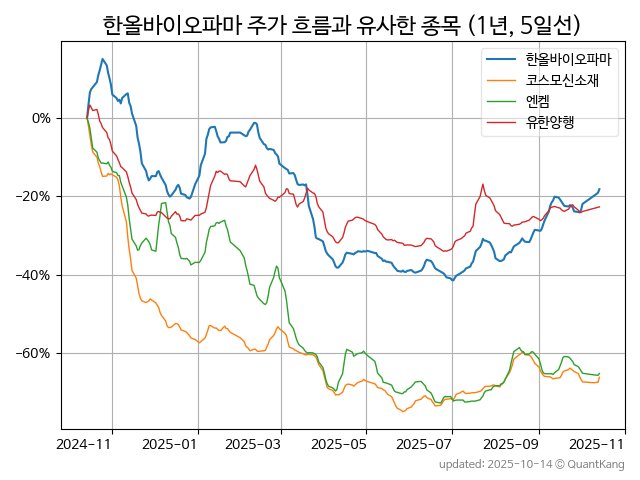 한올바이오파마 주가 흐름과 유사한 종목 (1년, 5일선)
한올바이오파마
코스모신소재
엔켐
유한양행
0%
−20%
−40%
−60%
2024−11
2025−01
2025−03
2025−05
2025−07
2025−09
2025−11
updated: 2025-10-14 © QuantKang